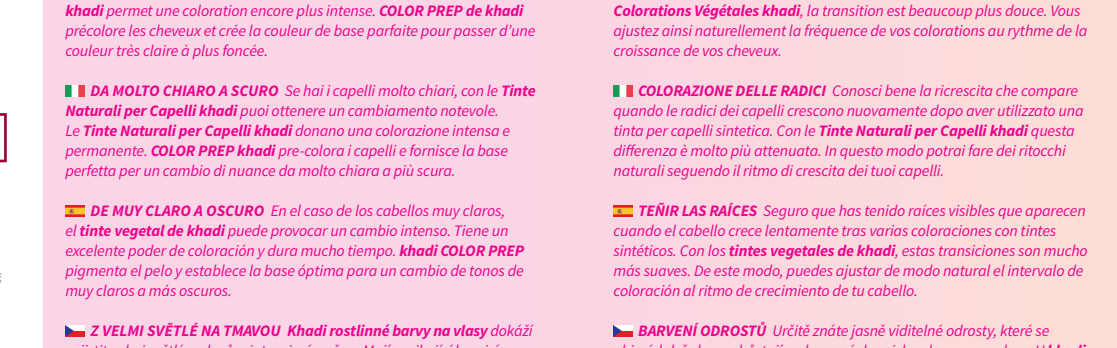 khadi permet une coloration encore plus intense. COLOR PREP de khadi
précolore les cheveux et crée la couleur de base parfaite pour passer d’une
couleur très claire à plus foncée.
DA MOLTO CHIARO A SCURO Se hai i capelli molto chiari, con le Tinte
Naturali per Capelli khadi puoi ottenere un cambiamento notevole.
Le Tinte Naturali per Capelli khadi donano una colorazione intensa e
permanente. COLOR PREP khadi pre-colora i capelli e fornisce la base
perfetta per un cambio di nuance da molto chiara a più scura.
DE MUY CLARO A OSCURO En el caso de los cabellos muy claros,
el tinte vegetal de khadi puede provocar un cambio intenso. Tiene un
excelente poder de coloración y dura mucho tiempo. khadi COLOR PREP
pigmenta el pelo y establece la base óptima para un cambio de tonos de
muy claros a más oscuros.
Z VELMI SVĚTLÉ NA TMAVOU Khadi rostlinné barvy na vlasy dokáží
Colorations Végétales khadi, la transition est beaucoup plus douce. Vous
ajustez ainsi naturellement la fréquence de vos colorations au rythme de la
croissance de vos cheveux.
COLORAZIONE DELLE RADICI Conosci bene la ricrescita che compare
quando le radici dei capelli crescono nuovamente dopo aver utilizzato una
tinta per capelli sintetica. Con le Tinte Naturali per Capelli khadi questa
differenza è molto più attenuata. In questo modo potrai fare dei ritocchi
naturali seguendo il ritmo di crescita dei tuoi capelli.
TEÑIR LAS RAÍCES Seguro que has tenido raíces visibles que aparecen
cuando el cabello crece lentamente tras varias coloraciones con tintes
sintéticos. Con los tintes vegetales de khadi, estas transiciones son mucho
más suaves. De este modo, puedes ajustar de modo natural el intervalo de
coloración al ritmo de crecimiento de tu cabello.
BARVENÍ ODROSTŮ Určitě znáte jasně viditelné odrosty, které se